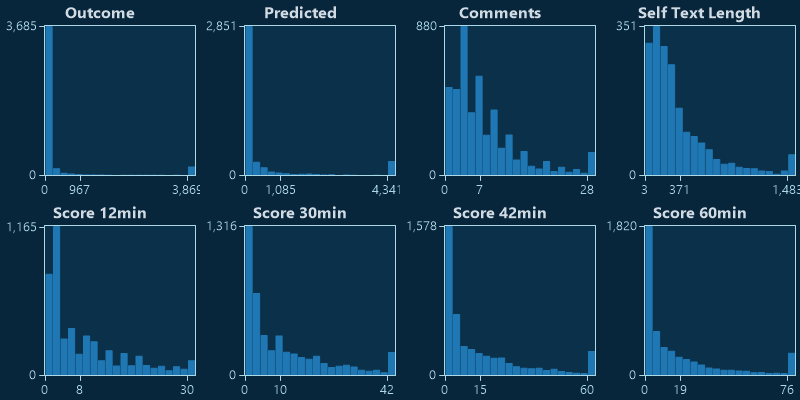 Outcome Predicted Comments Self Text Length
3,685 2,851 880 351
0 0 0 0
0 967 3,869 0 1,085 4,341 0 7 28 3 371 1,483
Score 12min Score 30min Score 42min Score 60min
1,165 1,316 1,578 1,820
0 0 0 0
0 8 30 0 10 42 0 15 60 0 19 76